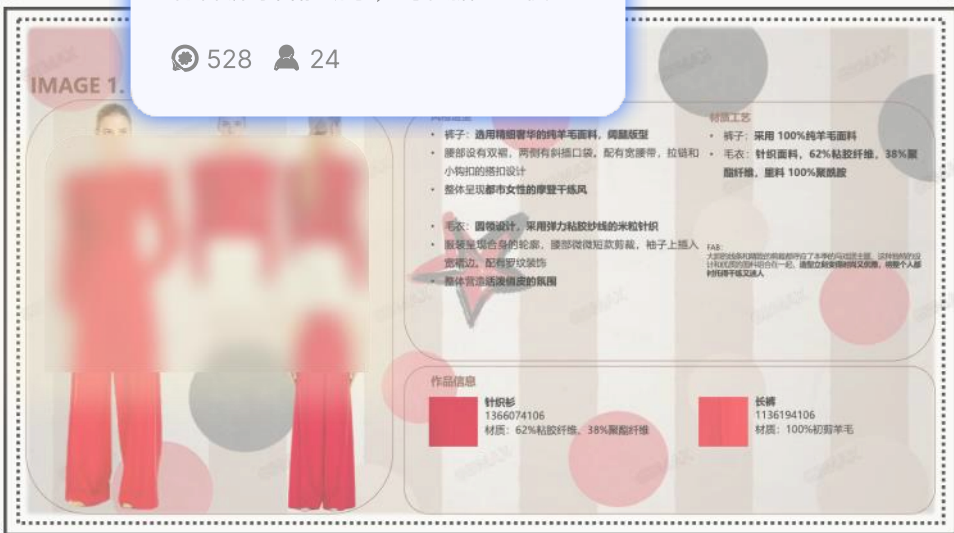 528 24
IMAGE 1.
裤子：选用精细奢华的纯羊毛面料，阔腿版型
腰部设有双褶，两侧有斜插口袋。配有宽腰带，拉链和
小钩扣的搭扣设计
整体呈现都市女性的摩登干练风
毛衣：圆领设计，采用弹力粘胶纱线的米粒针织
服装呈现合身的轮廓，腰部微微短款剪裁，袖子上插入
宽褶边，配有罗纹装饰
整体营造活泼俏皮的氛围
材质工艺
裤子：采用 100%纯羊毛面料
毛衣：针织面料，62%粘胶纤维，38%聚
酯纤维，里料 100%聚酰胺
FAB:
作品信息
针织衫
1366074106
材质：62%粘胶纤维、38%聚酯纤维
长裤
1136194106
材质：100%初剪羊毛